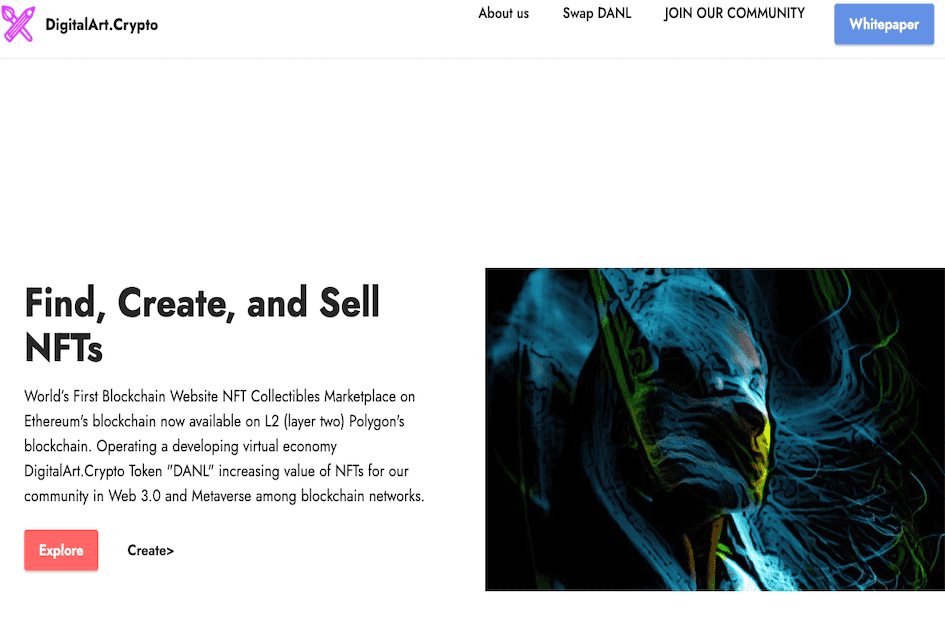 DigitalArt.Crypto
About us
Swap DANL
JOIN OUR COMMUNITY
Whitepaper
Find, Create, and Sell
NFTs
World's First Blockchain Website NFT Collectibles Marketplace on
Ethereum's blockchain now available on L2 (layer two) Polygon's
blockchain. Operating a developing virtual economy
DigitalArt.Crypto Token "DANL" increasing value of NFTs for our
community in Web 3.0 and Metaverse among blockchain networks.
Explore
Create>